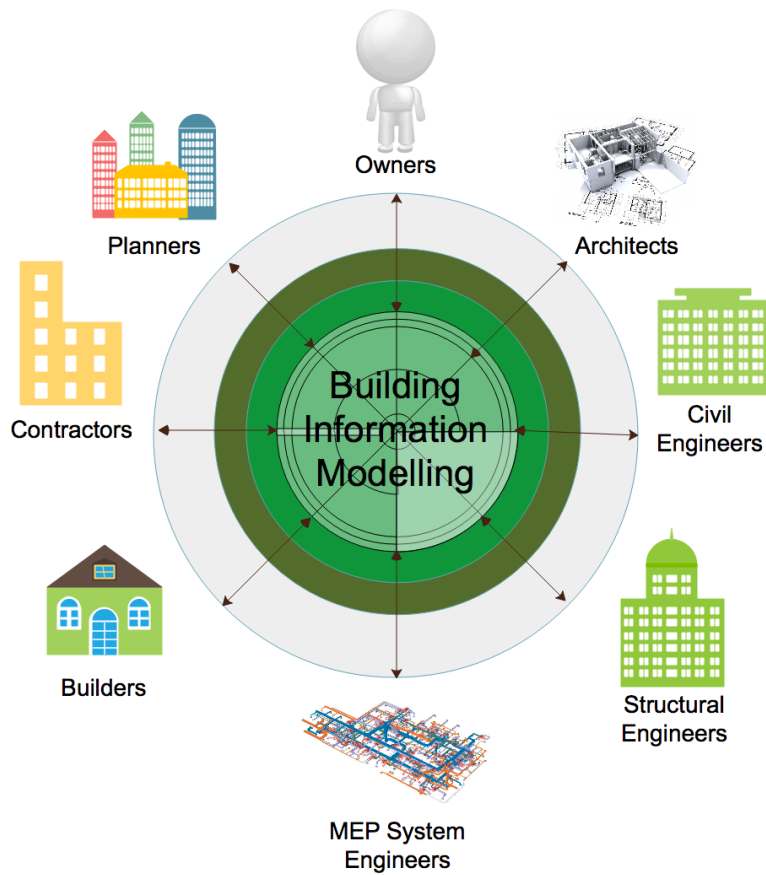 Owners
Planners
Architects
Contractors
Building
Information
Modelling
Civil
Engineers
Builders
Structural
Engineers
MEP System
Engineers